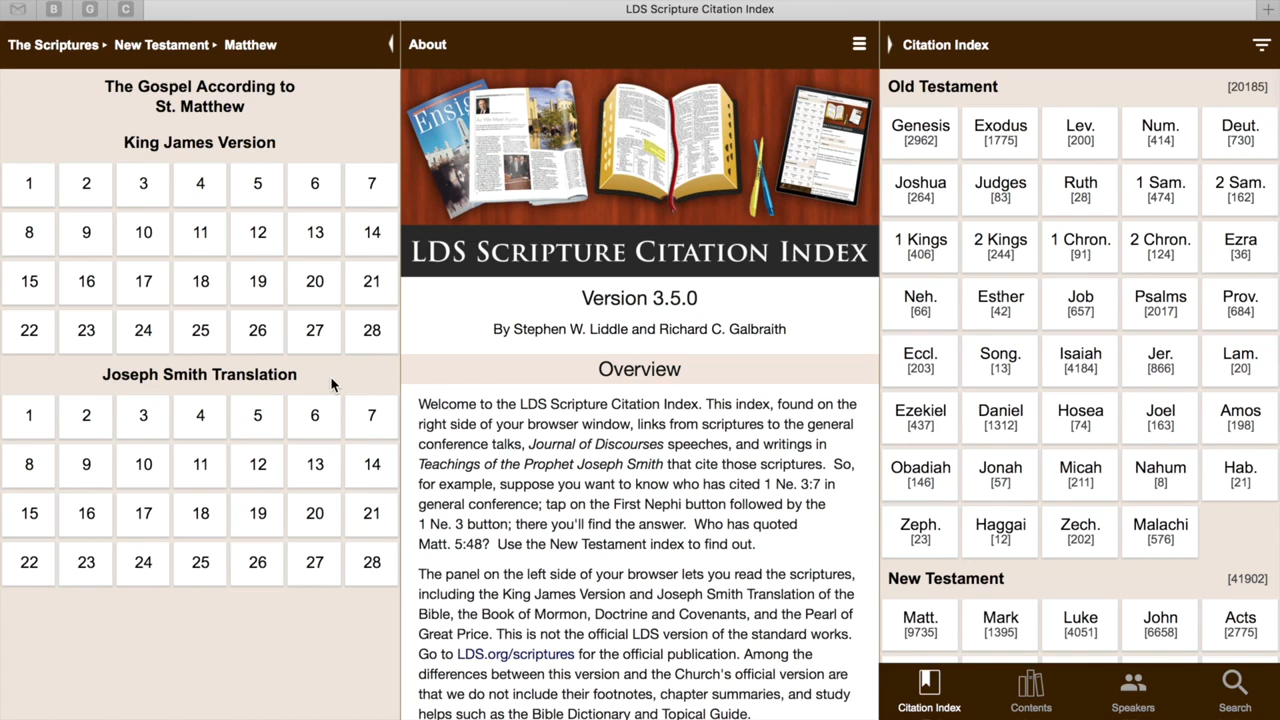 B
G
C
LDS Scripture Citation Index
+
The Scriptures ▸ New Testament ▸ Matthew
The Gospel According to
St. Matthew
King James Version
1 2 3 4 5 6 7
8 9 10 11 12 13 14
15 16 17 18 19 20 21
22 23 24 25 26 27 28
Joseph Smith Translation
1 2 3 4 5 6 7
8 9 10 11 12 13 14
15 16 17 18 19 20 21
22 23 24 25 26 27 28
About
Ensign
LDS Scripture Citation Index
Version 3.5.0
By Stephen W. Liddle and Richard C. Galbraith
Overview
Welcome to the LDS Scripture Citation Index. This index, found on the
right side of your browser window, links from scriptures to the general
conference talks, Journal of Discourses speeches, and writings in
Teachings of the Prophet Joseph Smith that cite those scriptures. So,
for example, suppose you want to know who has cited 1 Ne. 3:7 in
general conference; tap on the First Nephi button followed by the
1 Ne. 3 button; there you'll find the answer. Who has quoted
Matt. 5:48? Use the New Testament index to find out.
The panel on the left side of your browser lets you read the scriptures,
including the King James Version and Joseph Smith Translation of the
Bible, the Book of Mormon, Doctrine and Covenants, and the Pearl of
Great Price. This is not the official LDS version of the standard works.
Go to LDS.org/scriptures for the official publication. Among the
differences between this version and the Church's official version are
that we do not include their footnotes, chapter summaries, and study
helps such as the Bible Dictionary and Topical Guide.
Citation Index
Old Testament [20185]
Genesis Exodus Lev. Num. Deut.
[2962] [1775] [200] [414] [730]
Joshua Judges Ruth 1 Sam. 2 Sam.
[264] [83] [28] [474] [162]
1 Kings 2 Kings 1 Chron. 2 Chron. Ezra
[406] [244] [91] [124] [36]
Neh. Esther Job Psalms Prov.
[66] [42] [657] [2017] [684]
Eccl. Song. Isaiah Jer. Lam.
[203] [13] [4184] [866] [20]
Ezekiel Daniel Hosea Joel Amos
[437] [1312] [74] [163] [198]
Obadiah Jonah Micah Nahum Hab.
[146] [57] [211] [8] [21]
Zeph. Haggai Zech. Malachi
[23] [12] [202] [576]
New Testament [41902]
Matt. Mark Luke John Acts
[9735] [1395] [4051] [6658] [2775]
Citation Index Contents Speakers Search